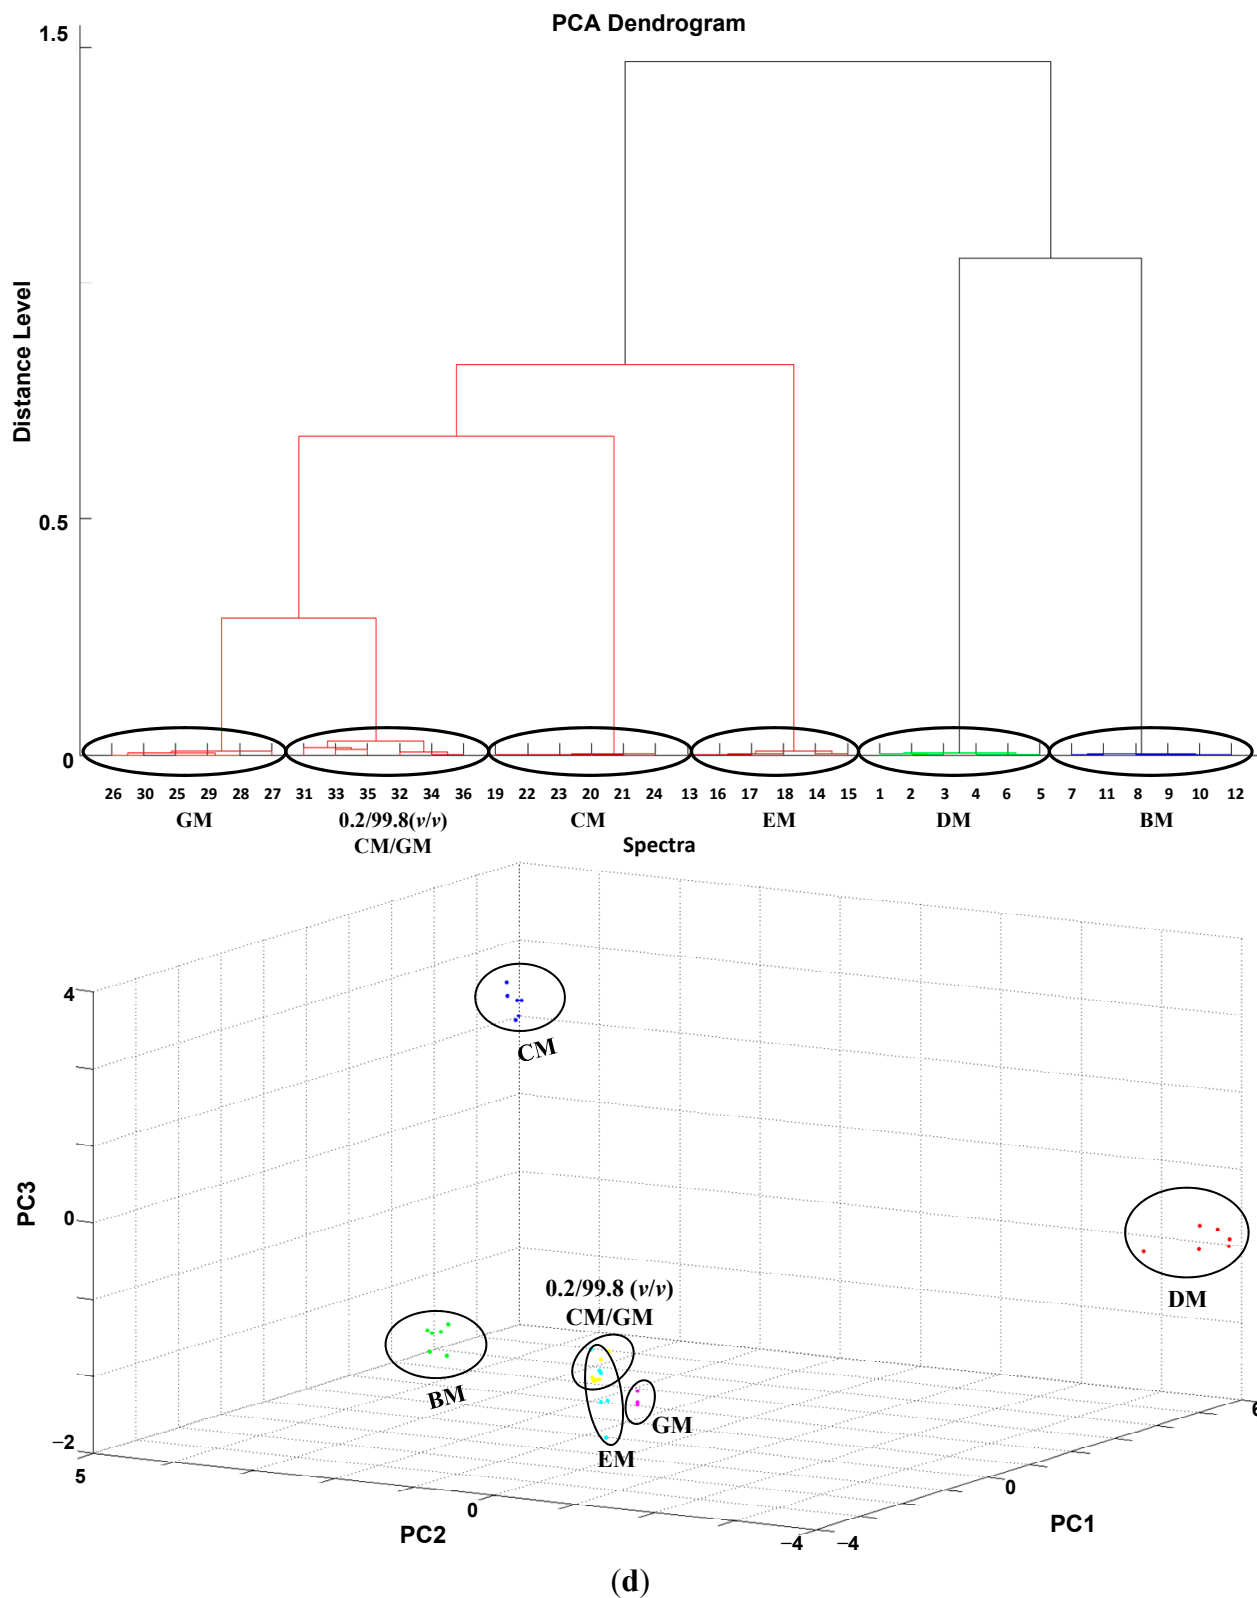 PCA Dendrogram
1.5
Distance Level
0.5
0
26 30 25 29 28 27 31 33 35 32 34 36 19 22 23 20 21 24 13 16 17 18 14 15 1 2 3 4 6 5 7 11 8 9 10 12
GM 0.2/99.8(v/v) CM EM DM BM
CM/GM Spectra
4
CM
PC3
0
DM
0.2/99.8 (v/v)
CM/GM
BM
GM
EM
−2
5
6
0
0
PC2
PC1
−4 −4
(d)